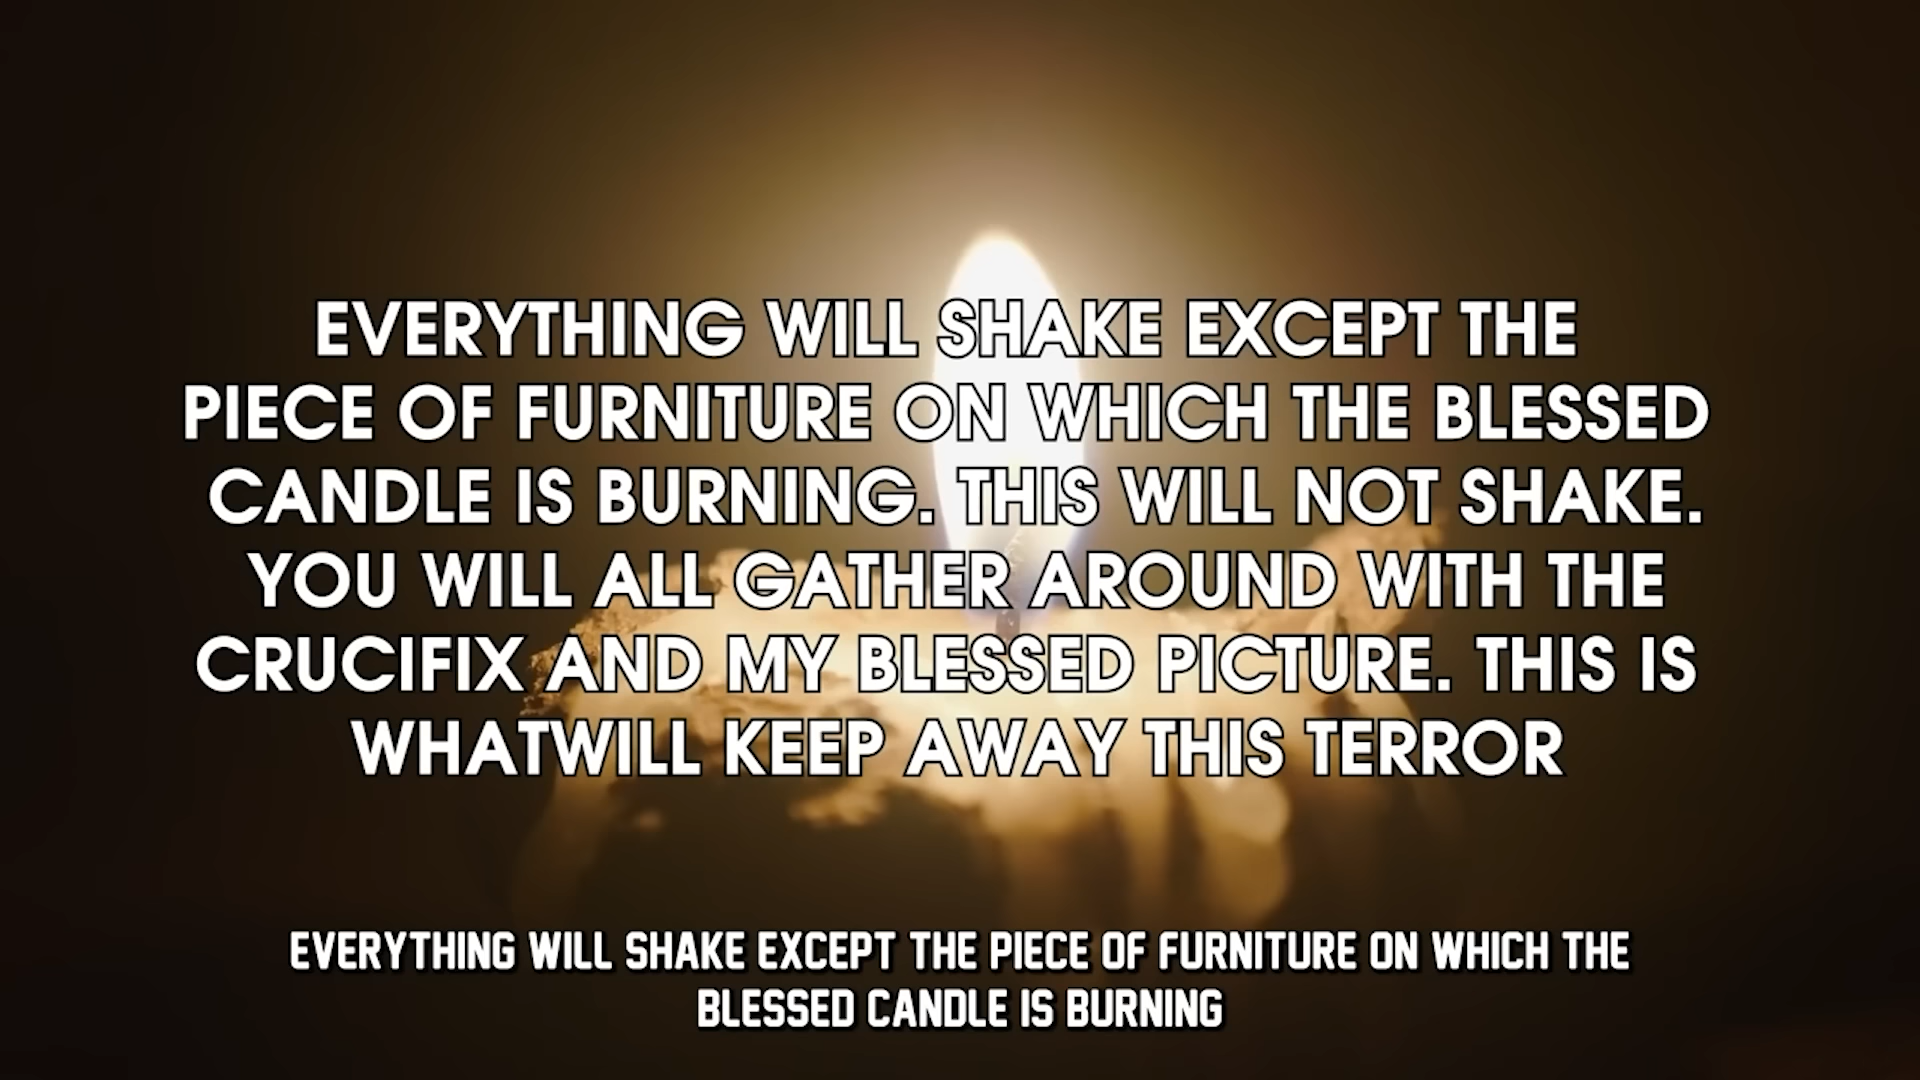 EVERYTHING WILL SHAKE EXCEPT THE
PIECE OF FURNITURE ON WHICH THE BLESSED
CANDLE IS BURNING. THIS WILL NOT SHAKE.
YOU WILL ALL GATHER AROUND WITH THE
CRUCIFIX AND MY BLESSED PICTURE. THIS IS
WHATWILL KEEP AWAY THIS TERROR
EVERYTHING WILL SHAKE EXCEPT THE PIECE OF FURNITURE ON WHICH THE
BLESSED CANDLE IS BURNING